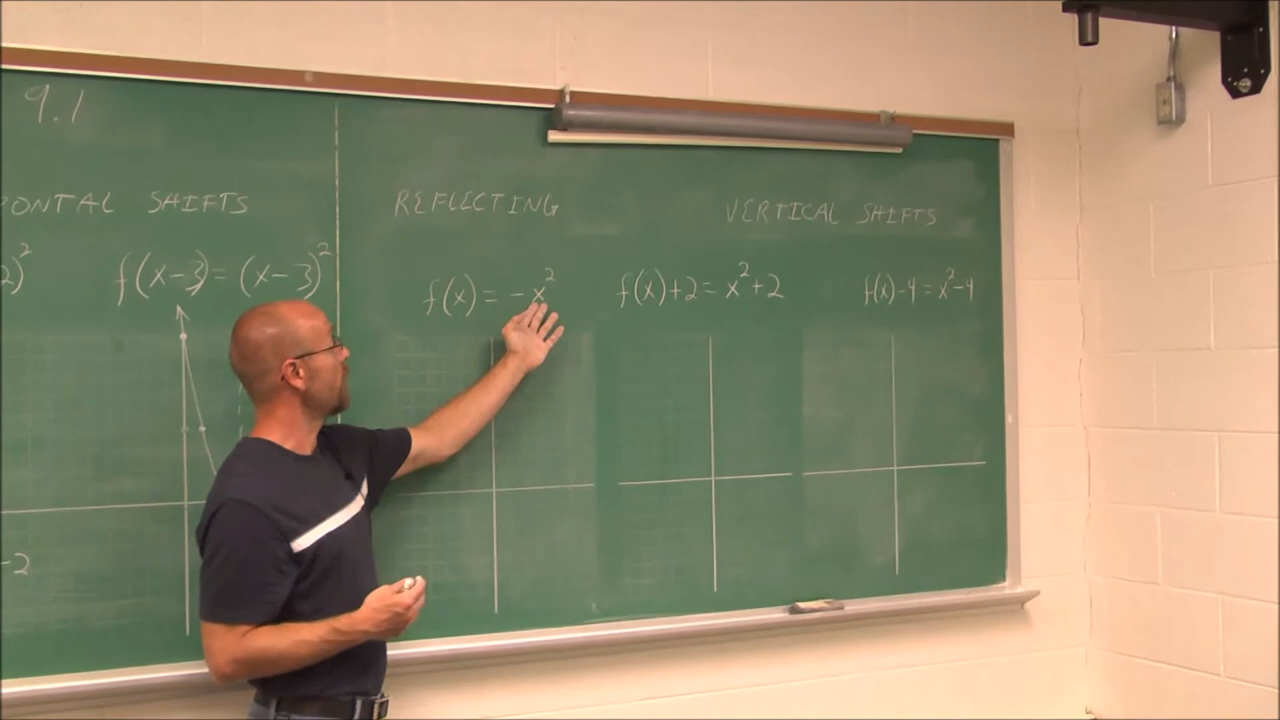 9.1
ONTAL SHIFTS
REFLECTING
VERTICAL SHIFTS
2)²
f(x-3)=(x-3)²
f(x)=-x²
f(x)+2=x²+2
f(x)-4=x²-4
-2